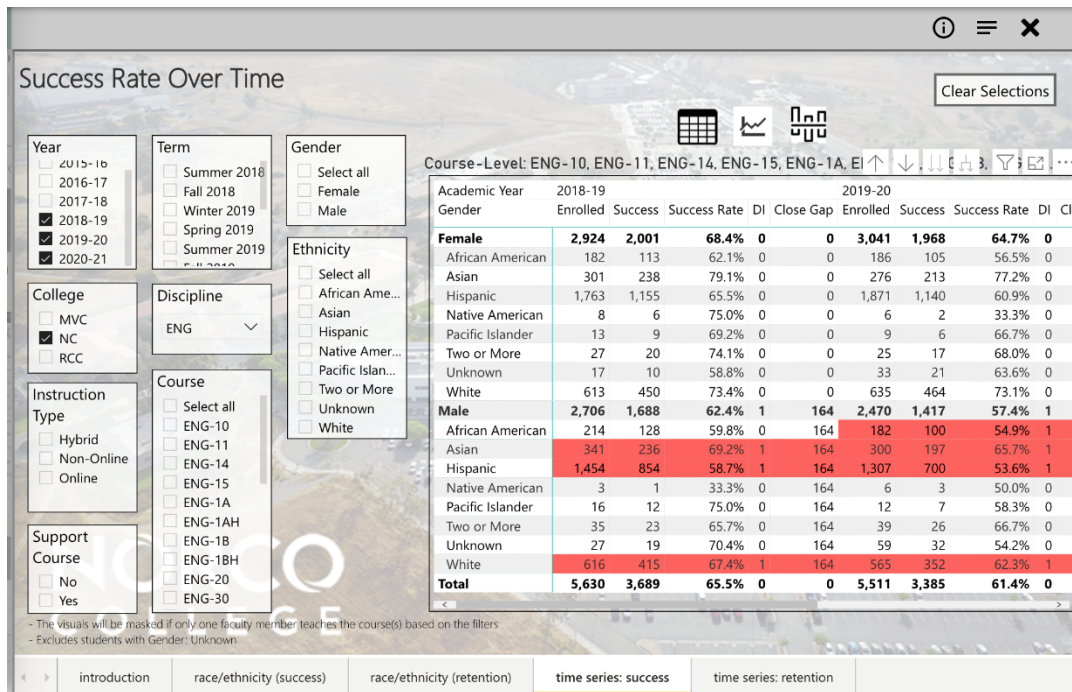 Success Rate Over Time
Clear Selections
Year
2015-16
2016-17
2017-18
2018-19
2019-20
2020-21
Term
Summer 2018
Fall 2018
Winter 2019
Spring 2019
Summer 2019
Fall 2019
Gender
Select all
Female
Male
Ethnicity
Select all
African Ame...
Asian
Hispanic
Native Amer...
Pacific Islan...
Two or More
Unknown
White
College
MVC
NC
RCC
Discipline
ENG
Instruction
Type
Hybrid
Non-Online
Online
Course
Select all
ENG-10
ENG-11
ENG-14
ENG-15
ENG-1A
ENG-1AH
ENG-1B
ENG-1BH
ENG-20
ENG-30
Support
Course
No
Yes
Course-Level: ENG-10, ENG-11, ENG-14, ENG-15, ENG-1A,
Academic Year 2018-19 2019-20
Gender Enrolled Success Success Rate DI Close Gap Enrolled Success Success Rate DI Cl
Female 2,924 2,001 68.4% 0 0 3,041 1,968 64.7% 0
African American 182 113 62.1% 0 0 186 105 56.5% 0
Asian 301 238 79.1% 0 0 276 213 77.2% 0
Hispanic 1,763 1,155 65.5% 0 0 1,871 1,140 60.9% 0
Native American 8 6 75.0% 0 0 6 2 33.3% 0
Pacific Islander 13 9 69.2% 0 0 9 6 66.7% 0
Two or More 27 20 74.1% 0 0 25 17 68.0% 0
Unknown 17 10 58.8% 0 0 33 21 63.6% 0
White 613 450 73.4% 0 0 635 464 73.1% 0
Male 2,706 1,688 62.4% 1 164 2,470 1,417 57.4% 1
African American 214 128 59.8% 0 164 182 100 54.9% 1
Asian 341 236 69.2% 1 164 300 197 65.7% 1
Hispanic 1,454 854 58.7% 1 164 1,307 700 53.6% 1
Native American 3 1 33.3% 0 164 6 3 50.0% 0
Pacific Islander 16 12 75.0% 0 164 12 7 58.3% 0
Two or More 35 23 65.7% 0 164 39 26 66.7% 0
Unknown 27 19 70.4% 0 164 59 32 54.2% 0
White 616 415 67.4% 1 164 565 352 62.3% 1
Total 5,630 3,689 65.5% 0 0 5,511 3,385 61.4% 0
- The visuals will be masked if only one faculty member teaches the course(s) based on the filters
- Excludes students with Gender: Unknown
introduction
race/ethnicity (success)
race/ethnicity (retention)
time series: success
time series: retention